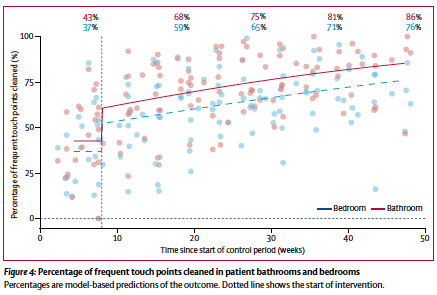 43% 68% 75% 81% 86%
37% 59% 65% 71% 76%
100
75
50
25
0
Percentage of frequent touch points cleaned (%)
0 10 20 30 40 50
Time since start of control period (weeks)
Bedroom Bathroom
Figure 4: Percentage of frequent touch points cleaned in patient bathrooms and bedrooms
Percentages are model-based predictions of the outcome. Dotted line shows the start of intervention.